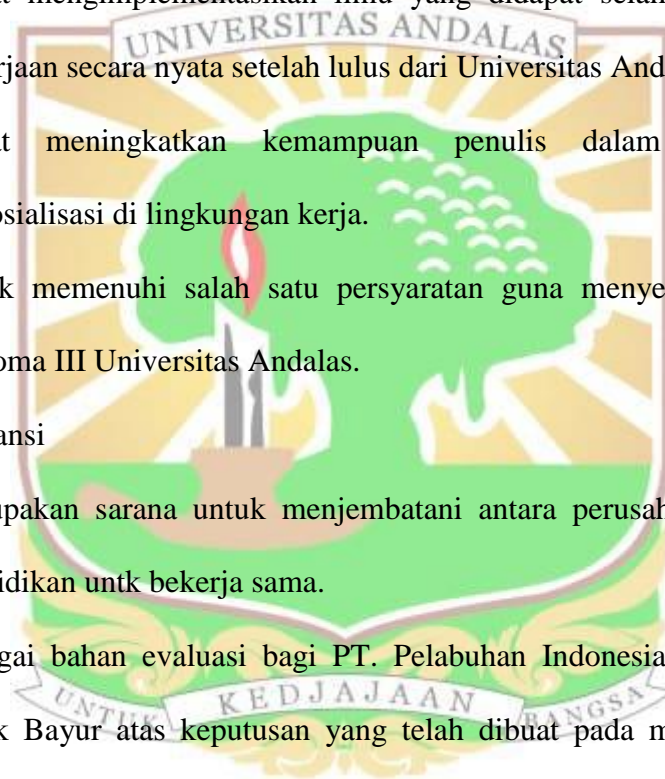 mengimplementasikan ilmu yang didapat
UNIVERSITAS ANDALAS
rjaan secara nyata setelah lulus dari Universitas And
at meningkatkan kemampuan penulis dalam
osialisasi di lingkungan kerja.
k memenuhi salah satu persyaratan guna menye
oma III Universitas Andalas.
ansi
upakan sarana untuk menjembatani antara perusah
idikan untk bekerja sama.
gai bahan evaluasi bagi PT. Pelabuhan Indonesia
UNTUK KEDJAJAAN BANGSA
k Bayur atas keputusan yang telah dibuat pada m